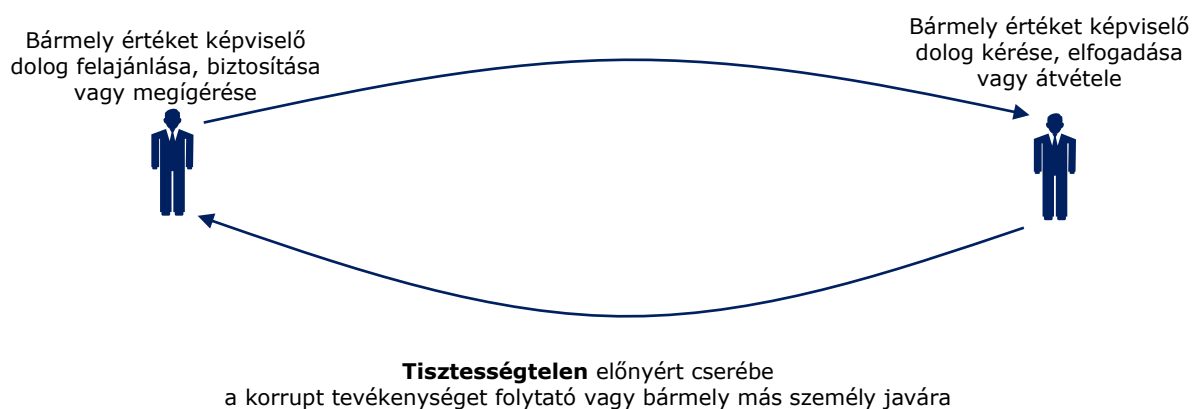 Bármely értéket képviselő
dolog felajánlása, biztosítása
vagy megígérése
Bármely értéket képviselő
dolog kérése, elfogadása
vagy átvétele
Tisztességtelen előnyért cserébe
a korrupt tevékenységet folytató vagy bármely más személy javára